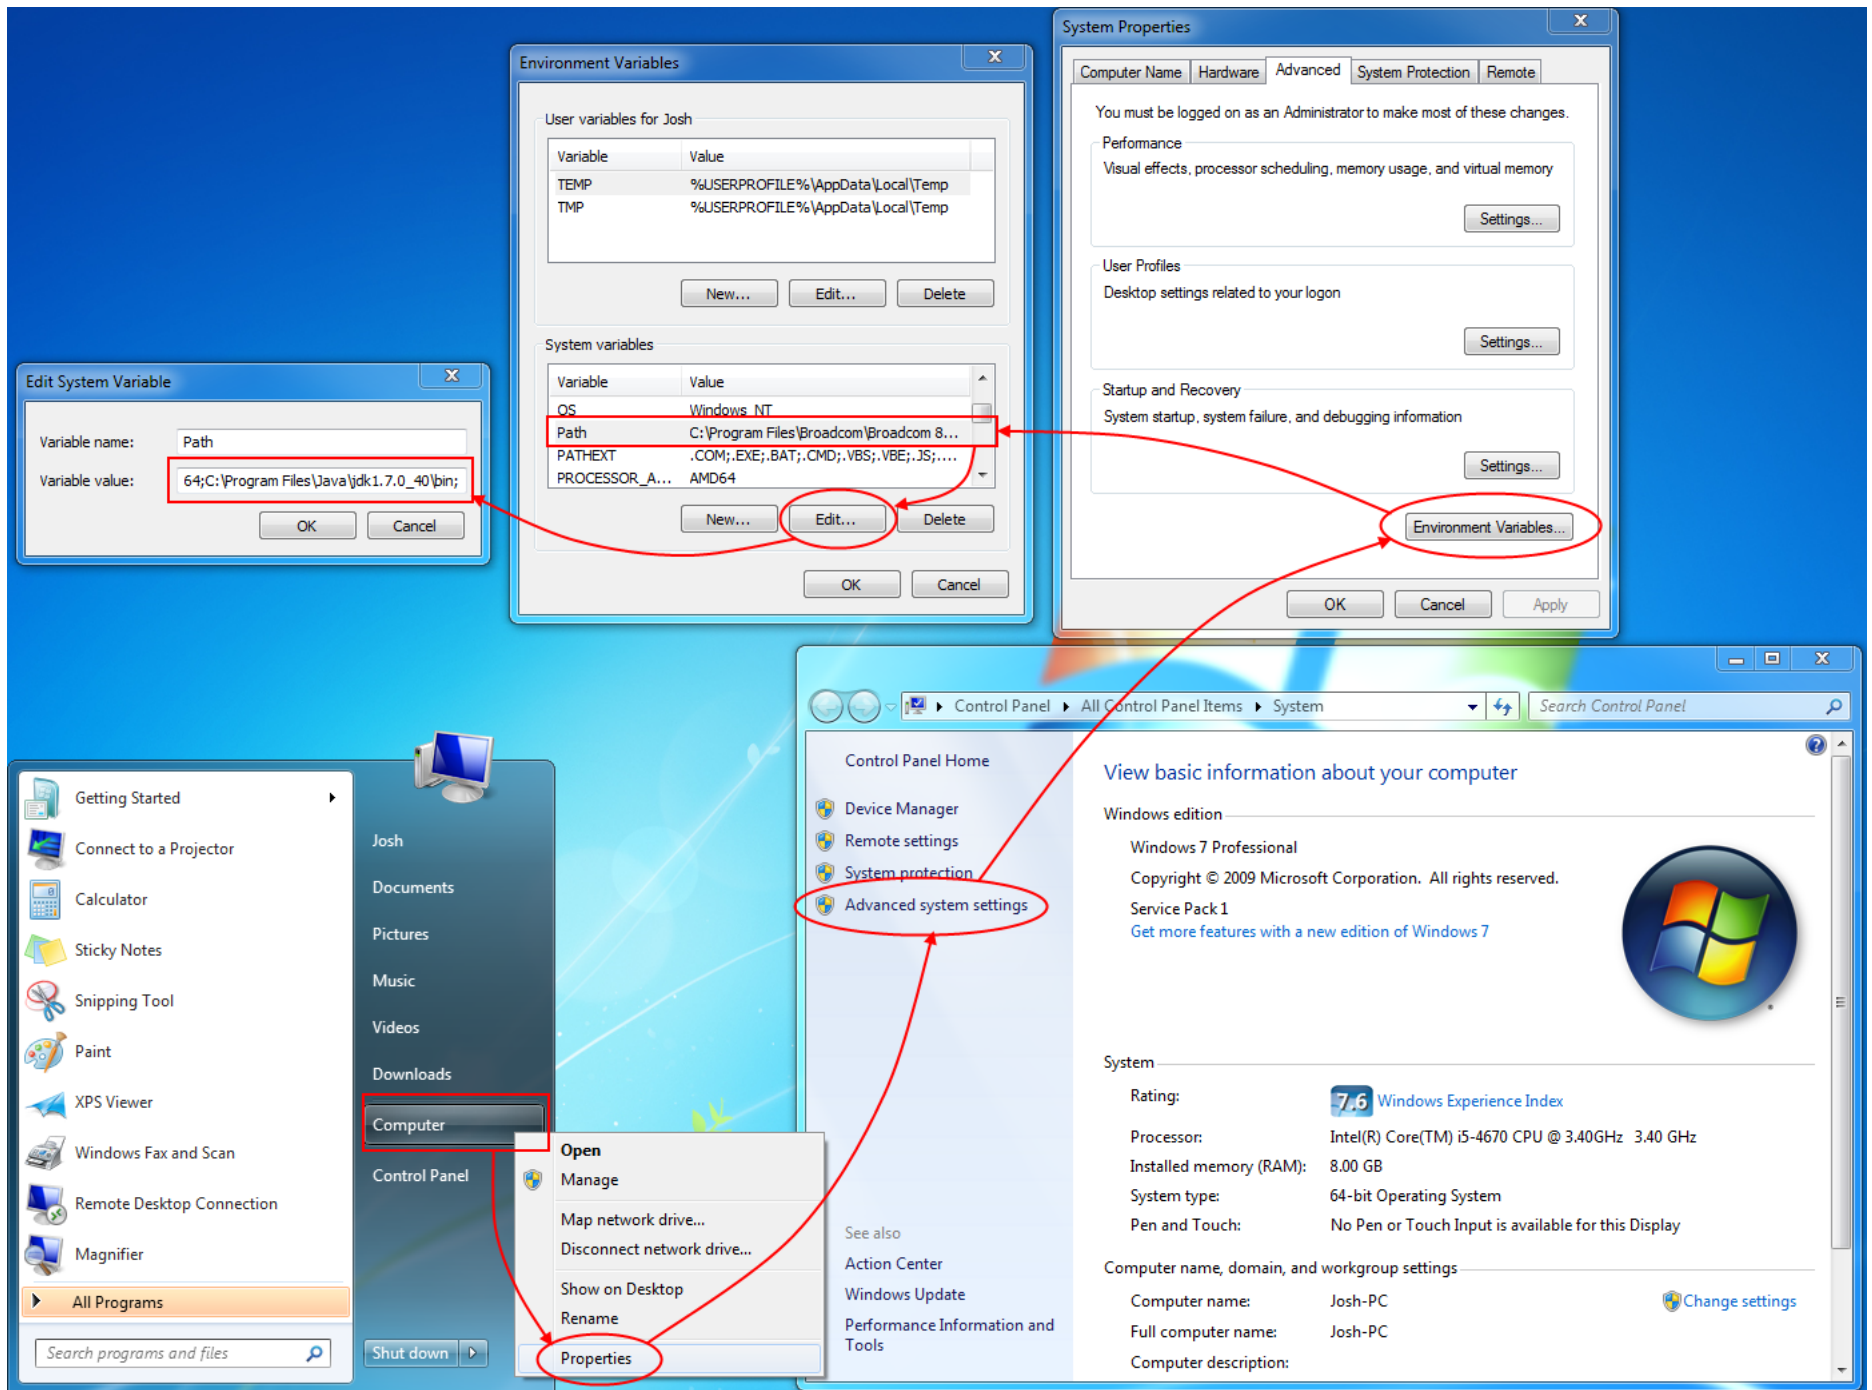 System Properties
Computer Name Hardware Advanced System Protection Remote
You must be logged on as an Administrator to make most of these changes.
Performance
Visual effects, processor scheduling, memory usage, and virtual memory
Settings...
User Profiles
Desktop settings related to your logon
Settings...
Startup and Recovery
System startup, system failure, and debugging information
Settings...
Environment Variables...
OK Cancel Apply
Environment Variables
User variables for Josh
Variable Value
TEMP %USERPROFILE%\AppData\Local\Temp
TMP %USERPROFILE%\AppData\Local\Temp
New... Edit... Delete
System variables
Variable Value
OS Windows_NT
Path C:\Program Files\Broadcom\Broadcom 8...
PATHEXT .COM;.EXE;.BAT;.CMD;.VBS;.VBE;.JS;....
PROCESSOR_A... AMD64
New... Edit... Delete
OK Cancel
Edit System Variable
Variable name: Path
Variable value: 64;C:\Program Files\Java\jdk1.7.0_40\bin;
OK Cancel
Getting Started
Connect to a Projector
Calculator
Sticky Notes
Snipping Tool
Paint
XPS Viewer
Windows Fax and Scan
Remote Desktop Connection
Magnifier
All Programs
Search programs and files
Josh
Documents
Pictures
Music
Videos
Downloads
Computer
Control Panel
Shut down
Open
Manage
Map network drive...
Disconnect network drive...
Show on Desktop
Rename
Properties
Control Panel All Control Panel Items System
Search Control Panel
Control Panel Home
Device Manager
Remote settings
System protection
Advanced system settings
See also
Action Center
Windows Update
Performance Information and
Tools
View basic information about your computer
Windows edition
Windows 7 Professional
Copyright © 2009 Microsoft Corporation. All rights reserved.
Service Pack 1
Get more features with a new edition of Windows 7
System
Rating: 7.6 Windows Experience Index
Processor: Intel(R) Core(TM) i5-4670 CPU @ 3.40GHz 3.40 GHz
Installed memory (RAM): 8.00 GB
System type: 64-bit Operating System
Pen and Touch: No Pen or Touch Input is available for this Display
Computer name, domain, and workgroup settings
Computer name: Josh-PC
Change settings
Full computer name: Josh-PC
Computer description: